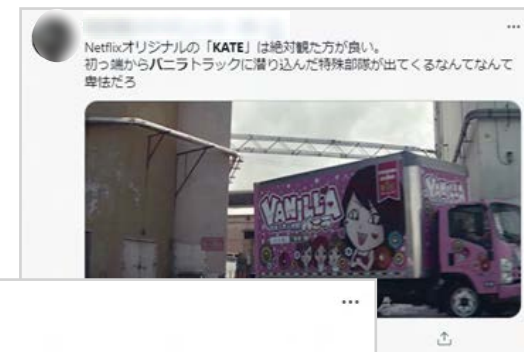 Netflixオリジナルの「KATE」は絶対観た方が良い。
初っ端からバニラトラックに潜り込んだ特殊部隊が出てくるなんてなんて
卑怯だろ
VANILLA
VANILLA